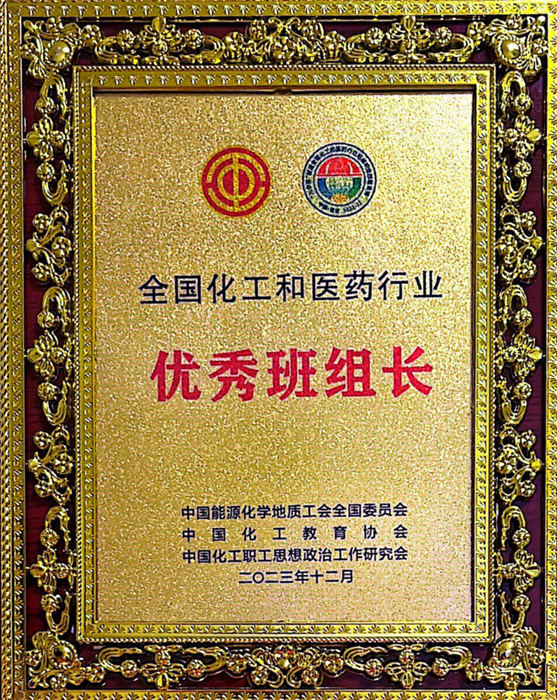 全国化工和医药行业
优秀班组长
中国能源化学地质工会全国委员会
中国化工教育协会
中国化工职工思想政治工作研究会
二〇二三年十二月